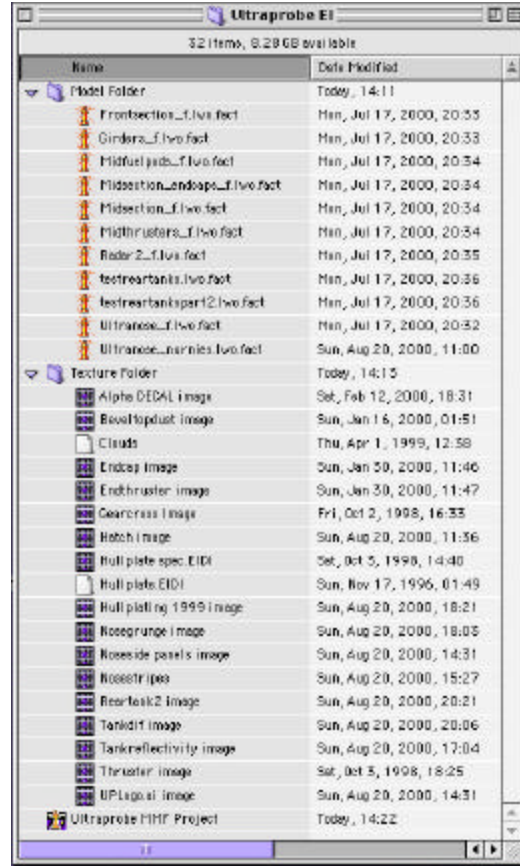 Ultraprobe EI
32 items, 8.28 GB available
Name Date Modified
Model Folder Today, 14:11
Frontsection_f.lwo.fact Mon, Jul 17, 2000, 20:33
Girders_f.lwo.fact Mon, Jul 17, 2000, 20:33
Midfuelpods_f.lwo.fact Mon, Jul 17, 2000, 20:34
Midsection_endcaps_f.lwo.fact Mon, Jul 17, 2000, 20:34
Midsection_f.lwo.fact Mon, Jul 17, 2000, 20:34
Midthrusters_f.lwo.fact Mon, Jul 17, 2000, 20:34
Radar2_f.lwo.fact Mon, Jul 17, 2000, 20:35
testreartanks.lwo.fact Mon, Jul 17, 2000, 20:36
testreartankspart2.lwo.fact Mon, Jul 17, 2000, 20:36
Ultranose_f.lwo.fact Mon, Jul 17, 2000, 20:32
Ultranose_nurnies.lwo.fact Sun, Aug 20, 2000, 11:00
Texture Folder Today, 14:13
Alpha DECAL image Sat, Feb 12, 2000, 18:31
Beveltopdust image Sun, Jan 16, 2000, 01:51
Clouds Thu, Apr 1, 1999, 12:38
Endcap image Sun, Jan 30, 2000, 11:46
Endthruster image Sun, Jan 30, 2000, 11:47
Gearcross image Fri, Oct 2, 1998, 16:33
Hatch image Sun, Aug 20, 2000, 11:36
Hull plate spec.EIDI Sat, Oct 3, 1998, 14:40
Hull plate.EIDI Sun, Nov 17, 1996, 01:49
Hull plating 1999 image Sun, Aug 20, 2000, 18:21
Nosegrunge image Sun, Aug 20, 2000, 18:03
Noseside panels image Sun, Aug 20, 2000, 14:31
Nosestripes Sun, Aug 20, 2000, 15:27
Reartank2 image Sun, Aug 20, 2000, 20:21
Tankdif image Sun, Aug 20, 2000, 20:06
Tankreflectivity image Sun, Aug 20, 2000, 17:04
Thruster image Sat, Oct 3, 1998, 18:25
UPLogo.ai image Sun, Aug 20, 2000, 14:31
Ultraprobe MMF Project Today, 14:22